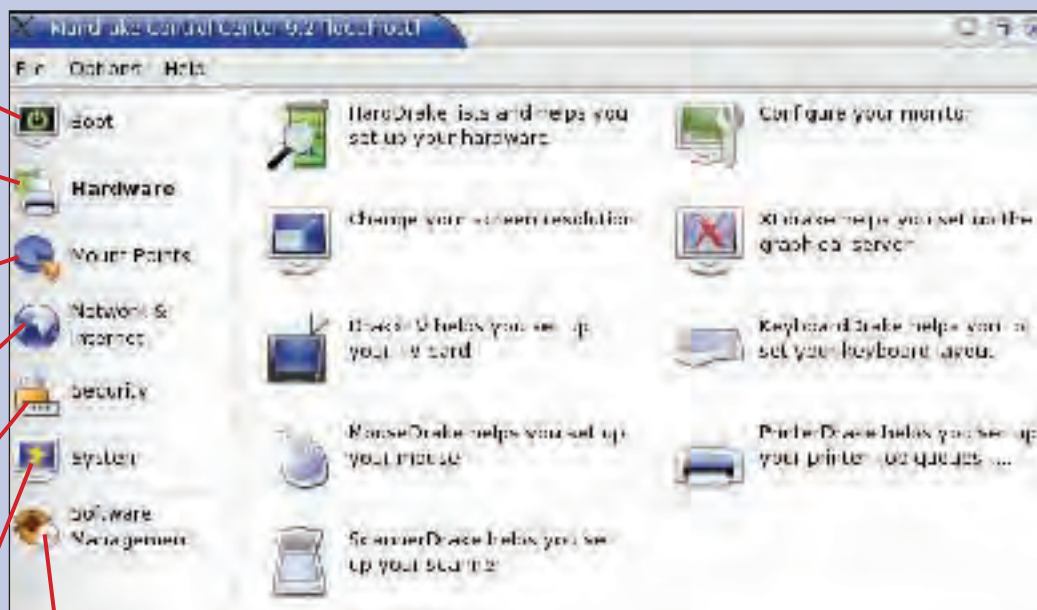 Mandrake Control Center 9.2 [localhost]
File Options Help
Boot
Hardware
Mount Points
Network &
Internet
Security
System
Software
Management
HardDrake lists and helps you
set up your hardware
Configure your monitor
Change your screen resolution
XFdrake helps you set up the
graphical server
DrakxTV helps you set up
your TV card
KeyboardDrake helps you to
set your keyboard layout
MouseDrake helps you set up
your mouse
PrinterDrake helps you set up
your printer, job queues ...
ScannerDrake helps you set
up your scanner